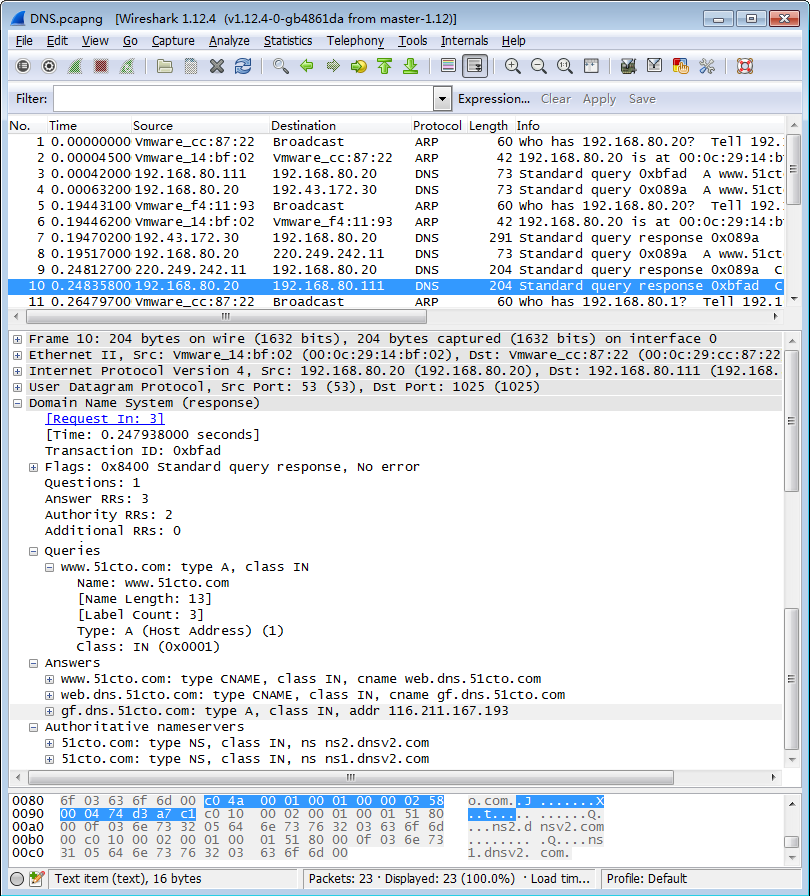 DNS.pcapng [Wireshark 1.12.4 (v1.12.4-0-gb4861da from master-1.12)]
File Edit View Go Capture Analyze Statistics Telephony Tools Internals Help
Filter: Expression... Clear Apply Save
No. Time Source Destination Protocol Length Info
1 0.00000000 Vmware_cc:87:22 Broadcast ARP 60 Who has 192.168.80.20? Tell 192.
2 0.00004500 Vmware_14:bf:02 Vmware_cc:87:22 ARP 42 192.168.80.20 is at 00:0c:29:14:b
3 0.00042000 192.168.80.111 192.168.80.20 DNS 73 Standard query 0xbfad A www.51ct
4 0.00063200 192.168.80.20 192.43.172.30 DNS 73 Standard query 0x089a A www.51ct
5 0.19443100 Vmware_f4:11:93 Broadcast ARP 60 Who has 192.168.80.20? Tell 192.
6 0.19446200 Vmware_14:bf:02 Vmware_f4:11:93 ARP 42 192.168.80.20 is at 00:0c:29:14:b
7 0.19470200 192.43.172.30 192.168.80.20 DNS 291 Standard query response 0x089a
8 0.19517000 192.168.80.20 220.249.242.11 DNS 73 Standard query 0x089a A www.51ct
9 0.24812700 220.249.242.11 192.168.80.20 DNS 204 Standard query response 0x089a C
10 0.24835800 192.168.80.20 192.168.80.111 DNS 204 Standard query response 0xbfad C
11 0.26479700 Vmware_cc:87:22 Broadcast ARP 60 Who has 192.168.80.1? Tell 192.1
Frame 10: 204 bytes on wire (1632 bits), 204 bytes captured (1632 bits) on interface 0
Ethernet II, Src: Vmware_14:bf:02 (00:0c:29:14:bf:02), Dst: Vmware_cc:87:22 (00:0c:29:cc:87:22
Internet Protocol Version 4, Src: 192.168.80.20 (192.168.80.20), Dst: 192.168.80.111 (192.168.
User Datagram Protocol, Src Port: 53 (53), Dst Port: 1025 (1025)
Domain Name System (response)
[Request In: 3]
[Time: 0.247938000 seconds]
Transaction ID: 0xbfad
Flags: 0x8400 Standard query response, No error
Questions: 1
Answer RRs: 3
Authority RRs: 2
Additional RRs: 0
Queries
www.51cto.com: type A, class IN
Name: www.51cto.com
[Name Length: 13]
[Label Count: 3]
Type: A (Host Address) (1)
Class: IN (0x0001)
Answers
www.51cto.com: type CNAME, class IN, cname web.dns.51cto.com
web.dns.51cto.com: type CNAME, class IN, cname gf.dns.51cto.com
gf.dns.51cto.com: type A, class IN, addr 116.211.167.193
Authoritative nameservers
51cto.com: type NS, class IN, ns ns2.dnsv2.com
51cto.com: type NS, class IN, ns ns1.dnsv2.com
0080 6f 03 63 6f 6d 00 c0 4a 00 01 00 01 00 00 02 58 o.com..J .......X
0090 00 04 74 d3 a7 c1 c0 10 00 02 00 01 00 01 51 80 ..t..... ......Q.
00a0 00 0f 03 6e 73 32 05 64 6e 73 76 32 03 63 6f 6d ...ns2.d nsv2.com
00b0 00 c0 10 00 02 00 01 00 01 51 80 00 0f 03 6e 73 ........ .Q....ns
00c0 31 05 64 6e 73 76 32 03 63 6f 6d 00 1.dnsv2. com.
Text item (text), 16 bytes Packets: 23 · Displayed: 23 (100.0%) · Load tim... Profile: Default